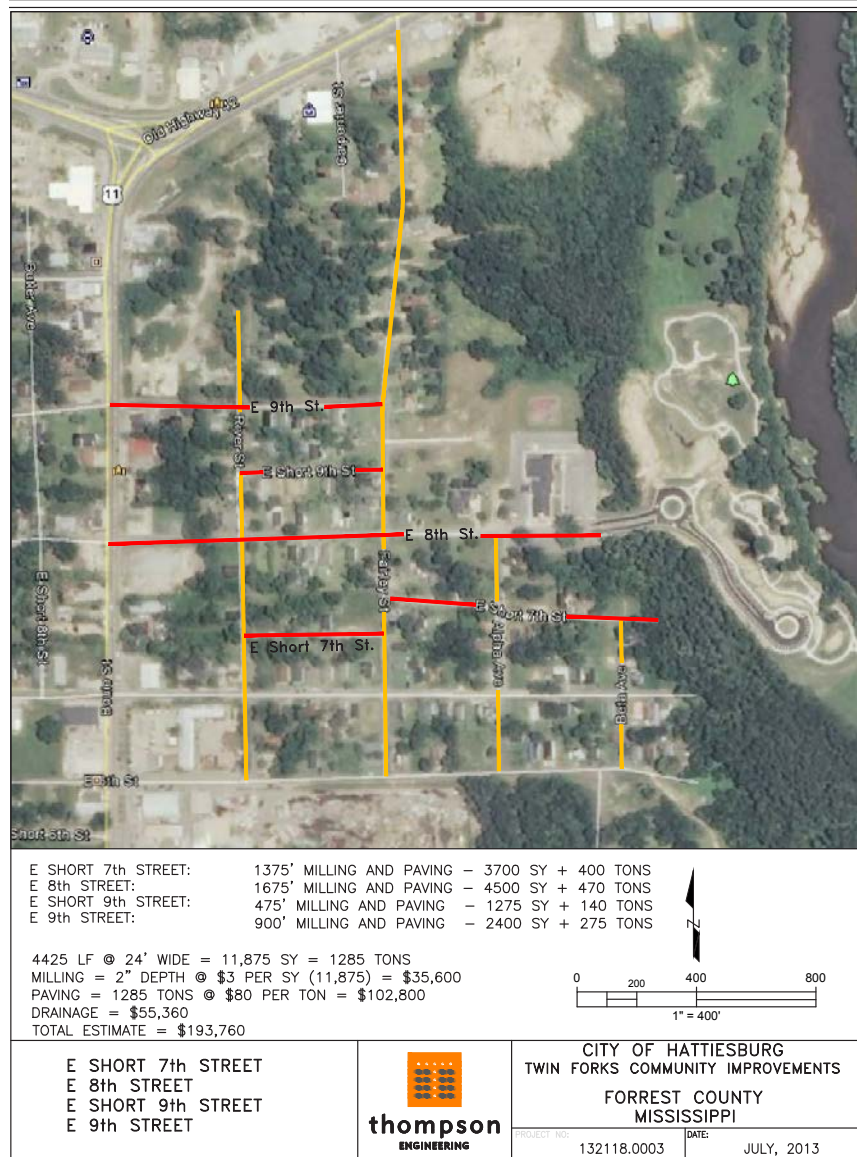 Old Highway 42
Carpenter St
11
Butler Ave
E 9th St.
River St
E Short 9th St
E 8th St.
Fairley St
E Short 8th St
E Short 7th St
E Short 7th St.
Alpha Ave
Beta Ave
Bouie St
Short 5th St
E SHORT 7th STREET: 1375' MILLING AND PAVING – 3700 SY + 400 TONS
E 8th STREET: 1675' MILLING AND PAVING – 4500 SY + 470 TONS
E SHORT 9th STREET: 475' MILLING AND PAVING – 1275 SY + 140 TONS
E 9th STREET: 900' MILLING AND PAVING – 2400 SY + 275 TONS
N
4425 LF @ 24' WIDE = 11,875 SY = 1285 TONS
MILLING = 2" DEPTH @ $3 PER SY (11,875) = $35,600
PAVING = 1285 TONS @ $80 PER TON = $102,800
DRAINAGE = $55,360
TOTAL ESTIMATE = $193,760
0 200 400 800
1" = 400'
E SHORT 7th STREET
E 8th STREET
E SHORT 9th STREET
E 9th STREET
thompson
ENGINEERING
CITY OF HATTIESBURG
TWIN FORKS COMMUNITY IMPROVEMENTS
FORREST COUNTY
MISSISSIPPI
PROJECT NO: 132118.0003
DATE: JULY, 2013